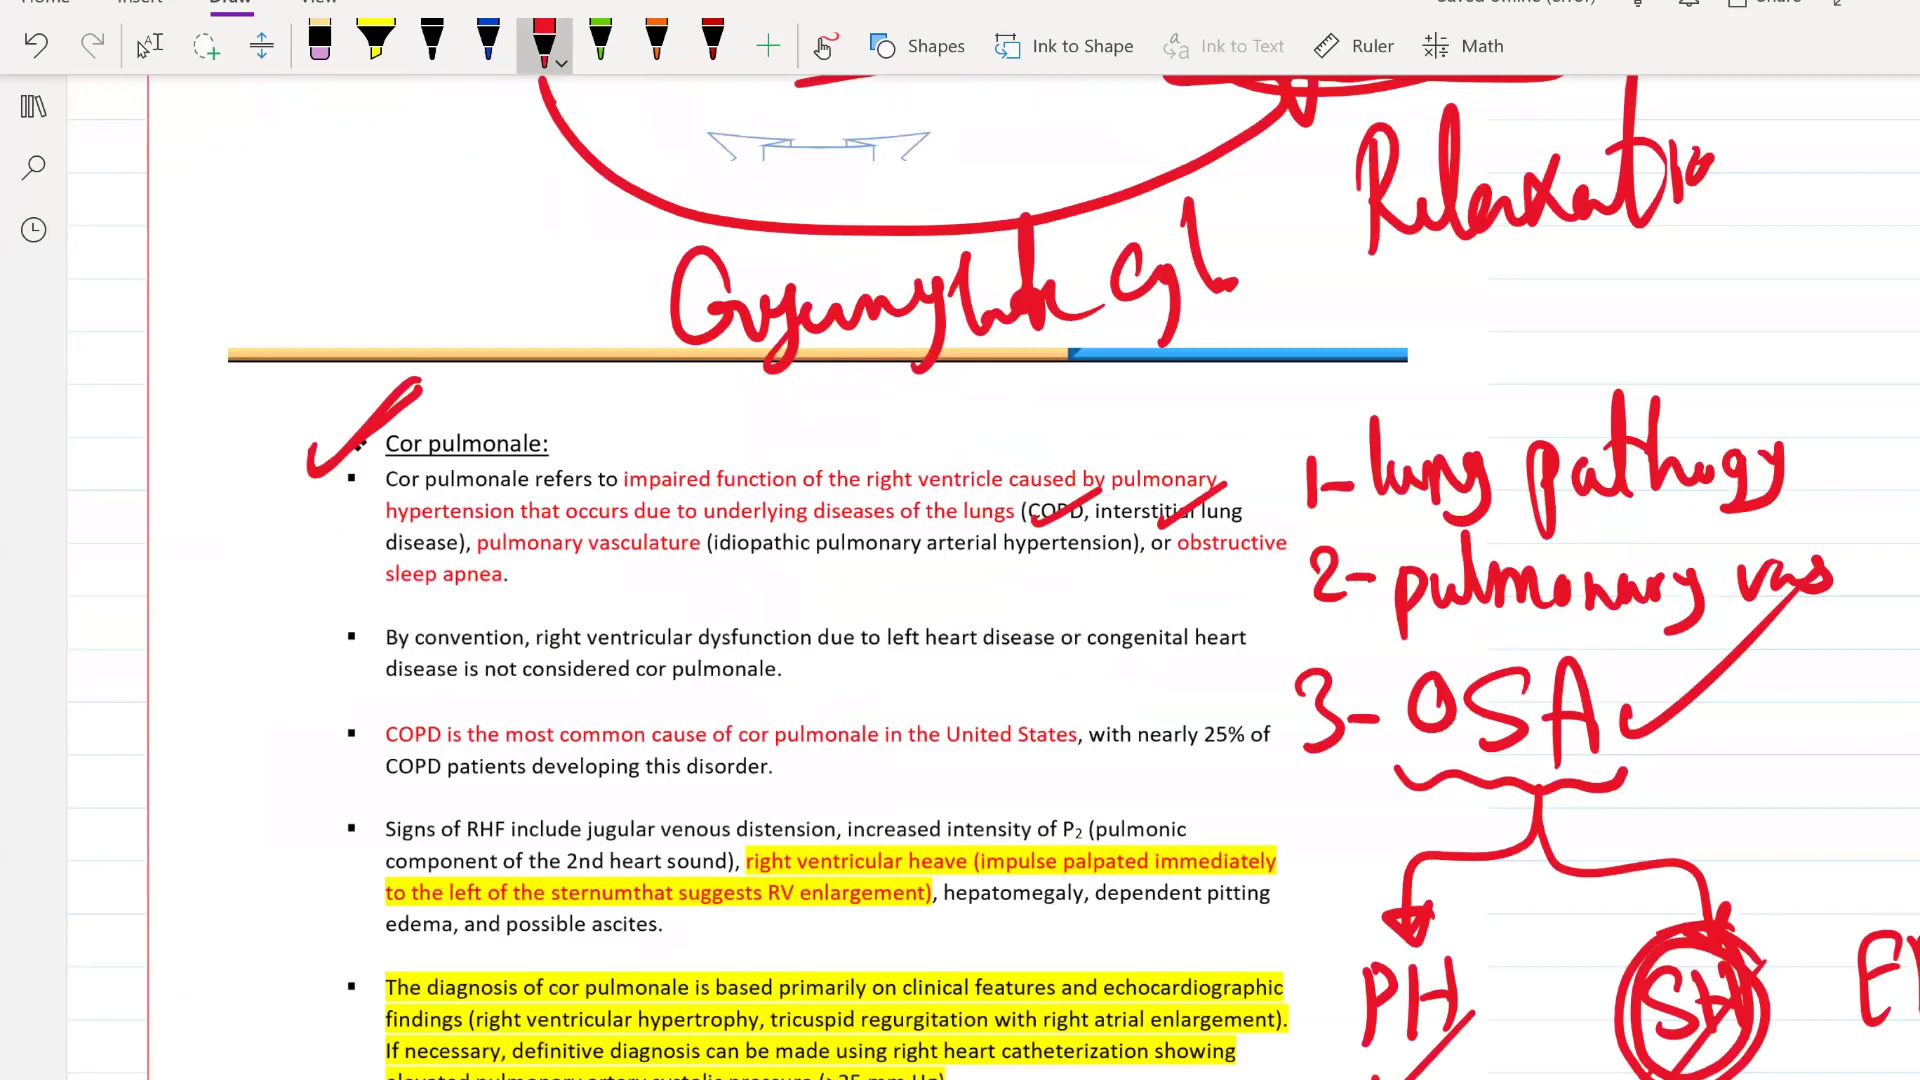 Shapes
Ink to Shape
Ink to Text
Ruler
Math
Relaxatio
Cor pulmonale:
Cor pulmonale refers to impaired function of the right ventricle caused by pulmonary
hypertension that occurs due to underlying diseases of the lungs (COPD, interstitial lung
disease), pulmonary vasculature (idiopathic pulmonary arterial hypertension), or obstructive
sleep apnea.
By convention, right ventricular dysfunction due to left heart disease or congenital heart
disease is not considered cor pulmonale.
COPD is the most common cause of cor pulmonale in the United States, with nearly 25% of
COPD patients developing this disorder.
Signs of RHF include jugular venous distension, increased intensity of P₂ (pulmonic
component of the 2nd heart sound), right ventricular heave (impulse palpated immediately
to the left of the sternumthat suggests RV enlargement), hepatomegaly, dependent pitting
edema, and possible ascites.
The diagnosis of cor pulmonale is based primarily on clinical features and echocardiographic
findings (right ventricular hypertrophy, tricuspid regurgitation with right atrial enlargement).
If necessary, definitive diagnosis can be made using right heart catheterization showing
1- lung pathogy
2- pulmonary vas
3- OSA
PH